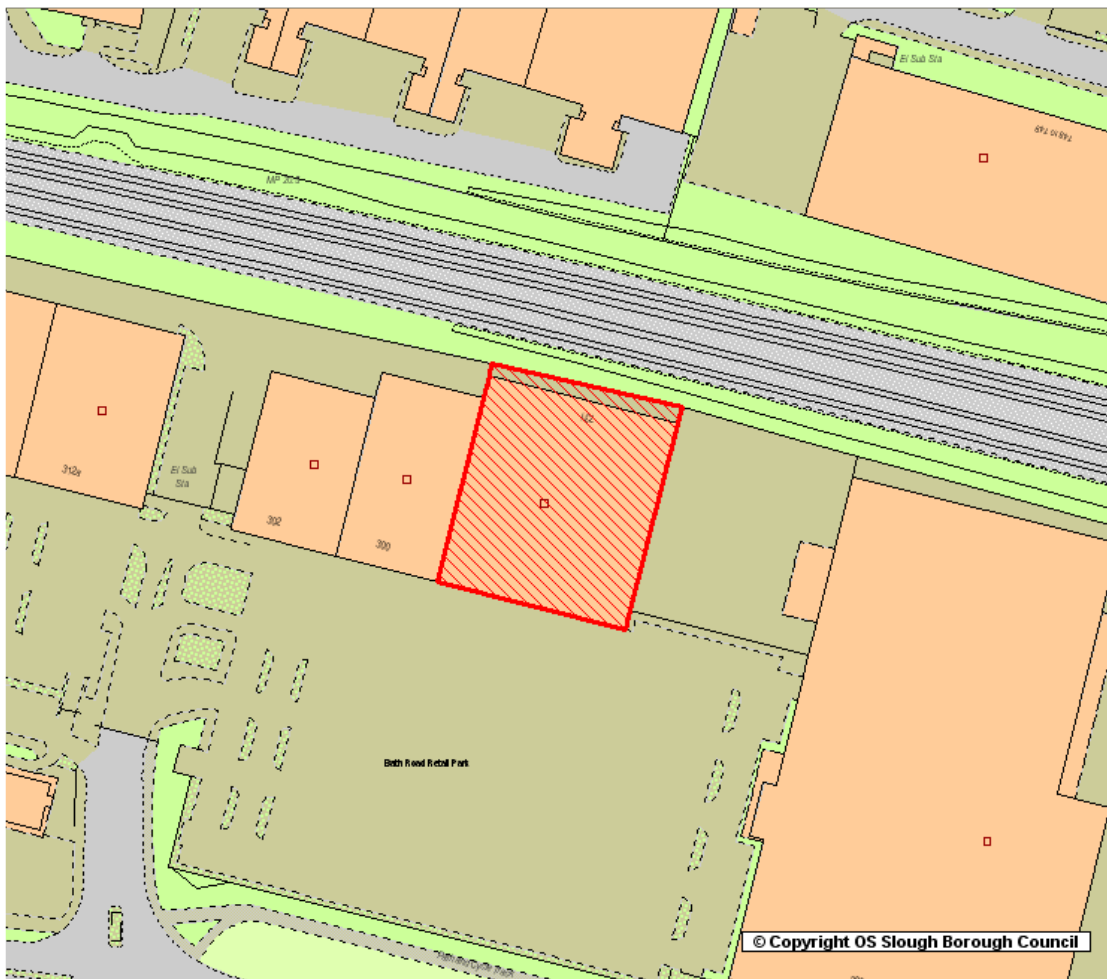 El Sub Sta
MP 20.5
312a
El Sub
Sta
302
300
Bath Road Retail Park
© Copyright OS Slough Borough Council